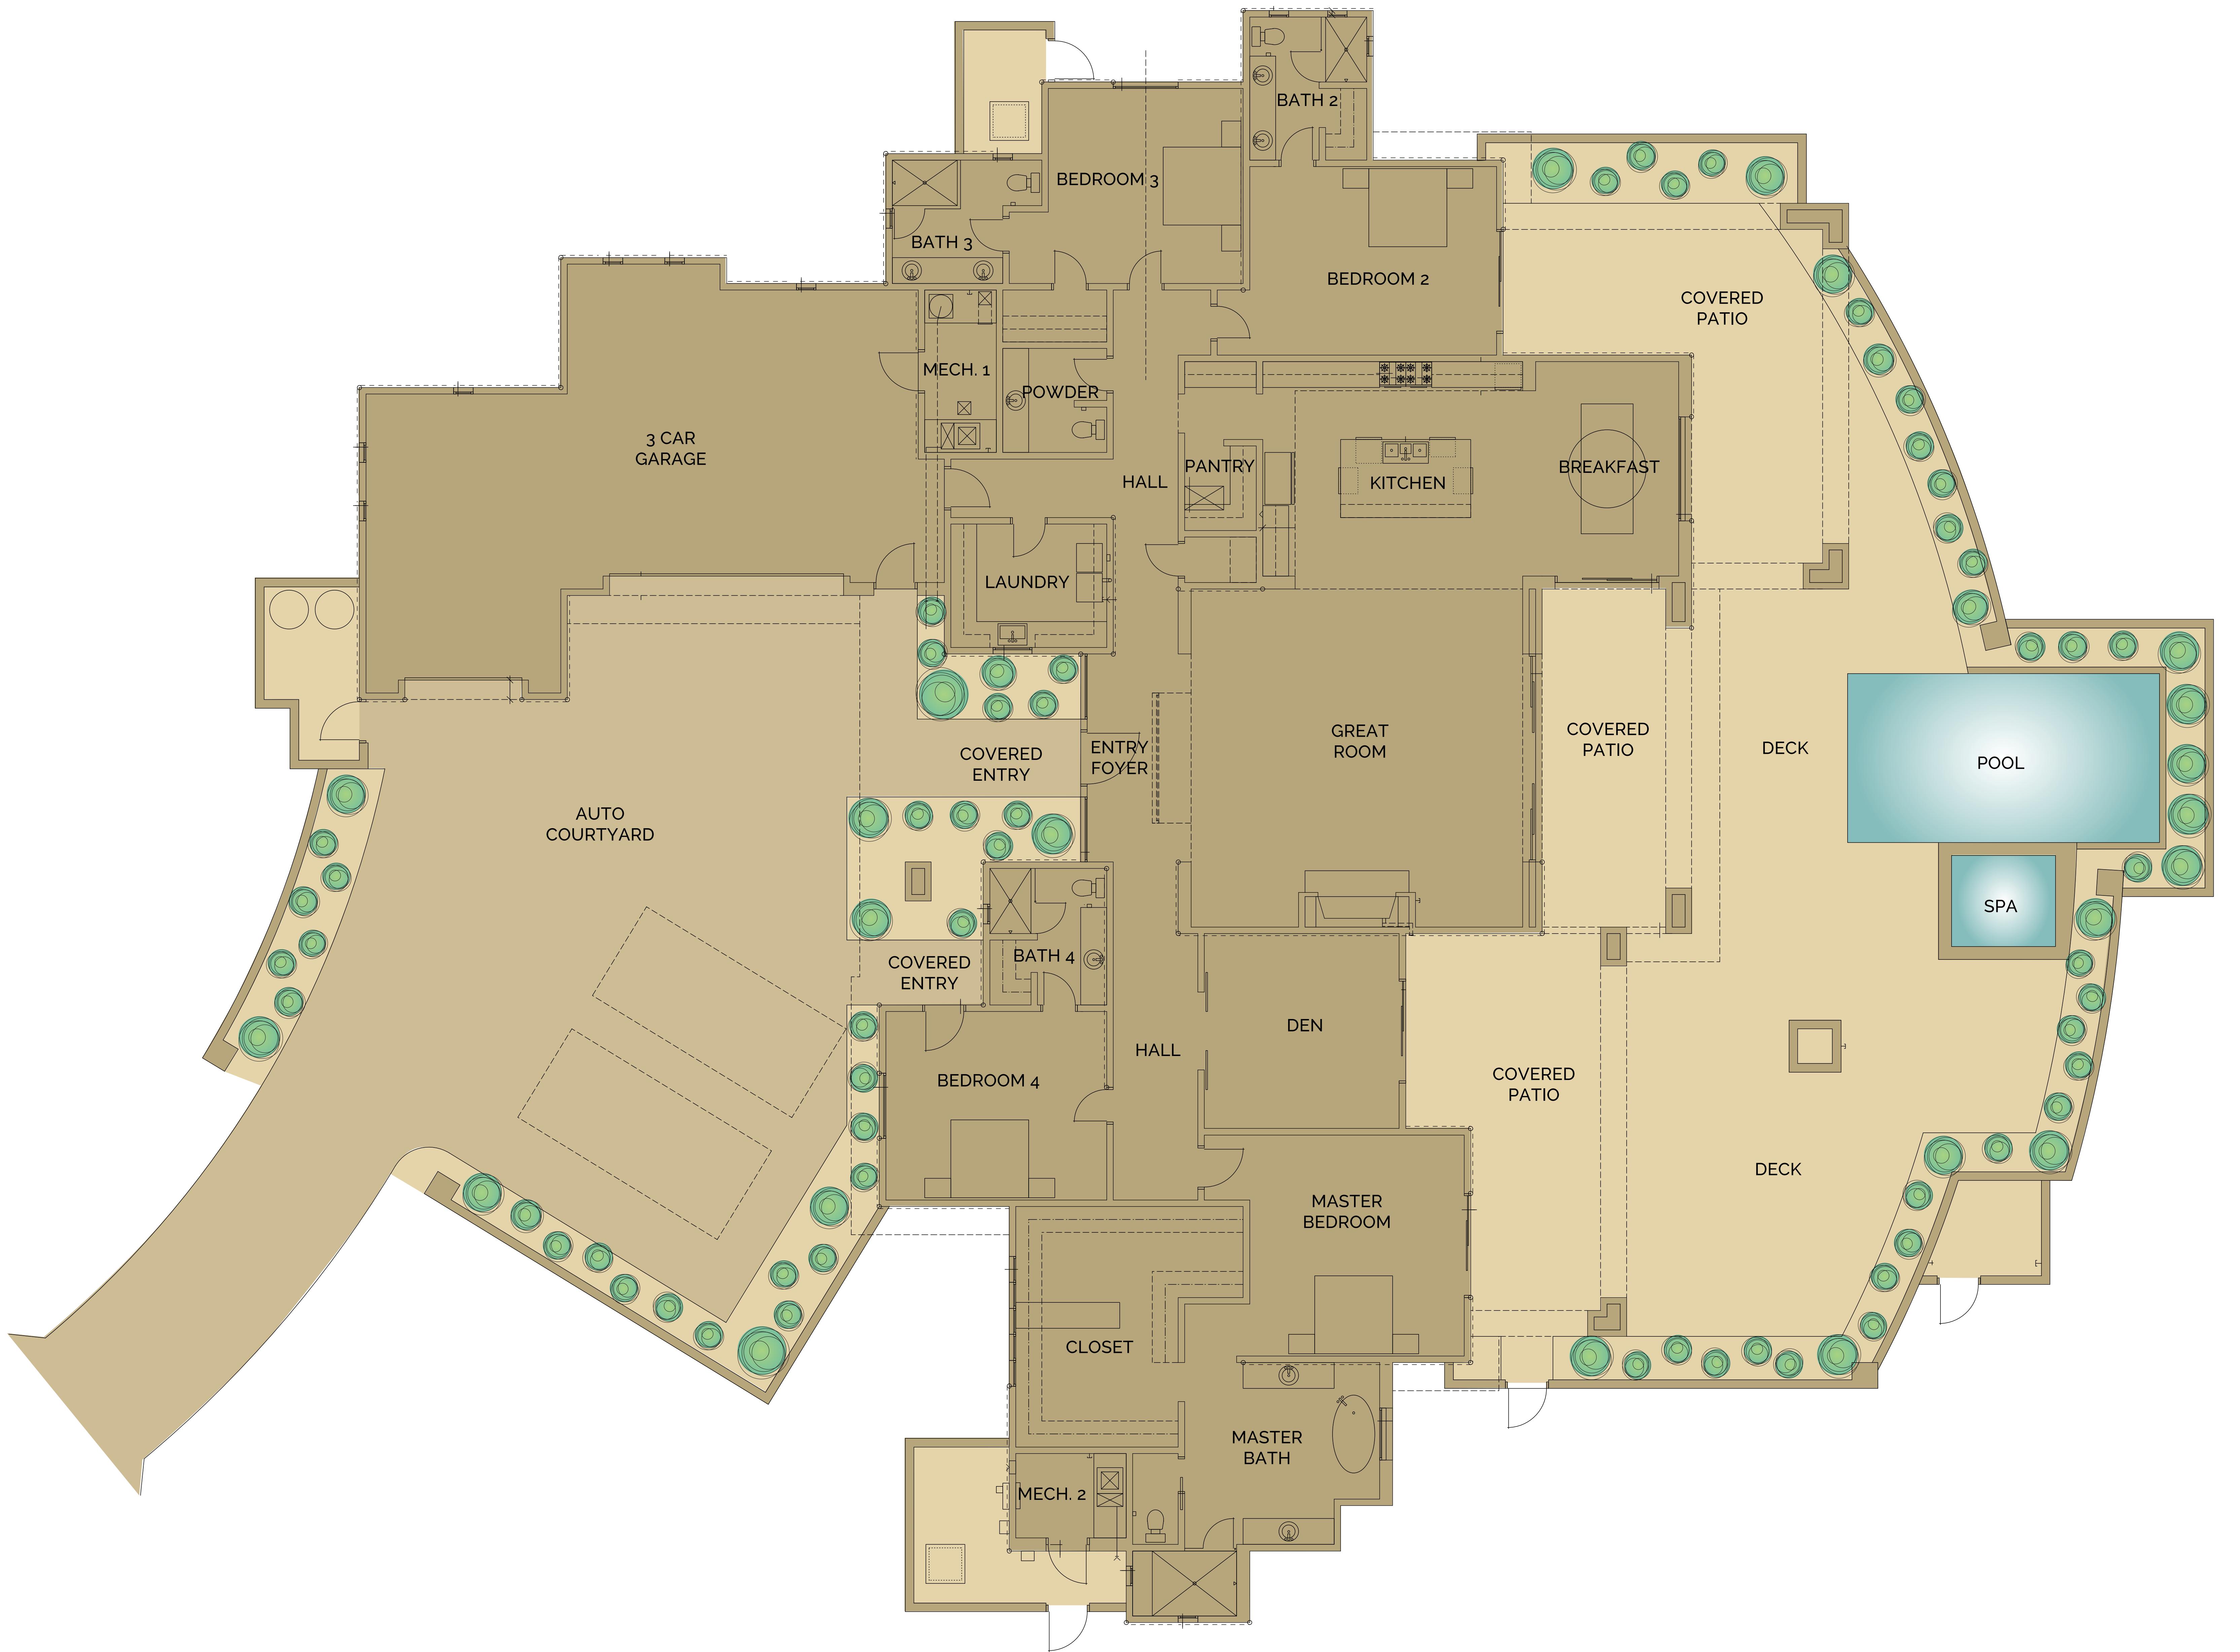 BATH 2
BEDROOM 3
BATH 3
BEDROOM 2
COVERED
PATIO
MECH. 1
POWDER
3 CAR
GARAGE
HALL
PANTRY
KITCHEN
BREAKFAST
LAUNDRY
COVERED
ENTRY
ENTRY
FOYER
GREAT
ROOM
COVERED
PATIO
DECK
POOL
AUTO
COURTYARD
SPA
BATH 4
COVERED
ENTRY
DEN
HALL
BEDROOM 4
COVERED
PATIO
DECK
MASTER
BEDROOM
CLOSET
MASTER
BATH
MECH. 2